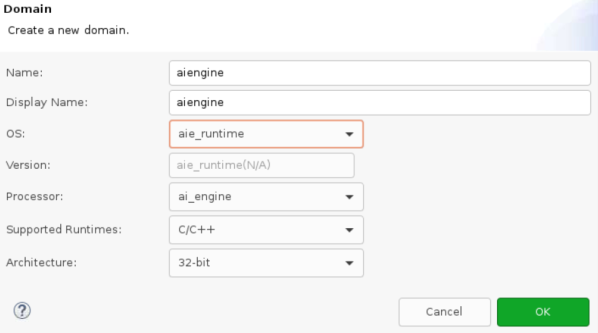 Domain
Create a new domain.
Name: aiengine
Display Name: aiengine
OS: aie_runtime
Version: aie_runtime(N/A)
Processor: ai_engine
Supported Runtimes: C/C++
Architecture: 32-bit
? Cancel OK